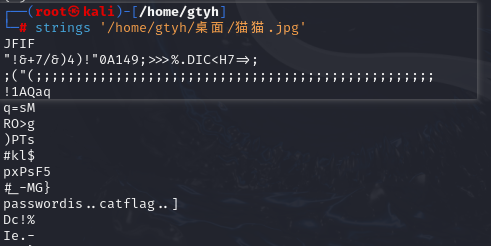 ┌──(root㉿kali)-[/home/gtyh]
└─# strings '/home/gtyh/桌面/猫猫.jpg'
JFIF
"!&+7/&)4)!"0A149;>>>%.DIC<H7=>;
;("(;;;;;;;;;;;;;;;;;;;;;;;;;;;;;;;;;;;;;;;;;;;;;;;;;;
!1AQaq
q=sM
RO>g
)PTs
#kl$
pxPsF5
#_-MG}
passwordis..catflag..]
Dc!%
Ie.-